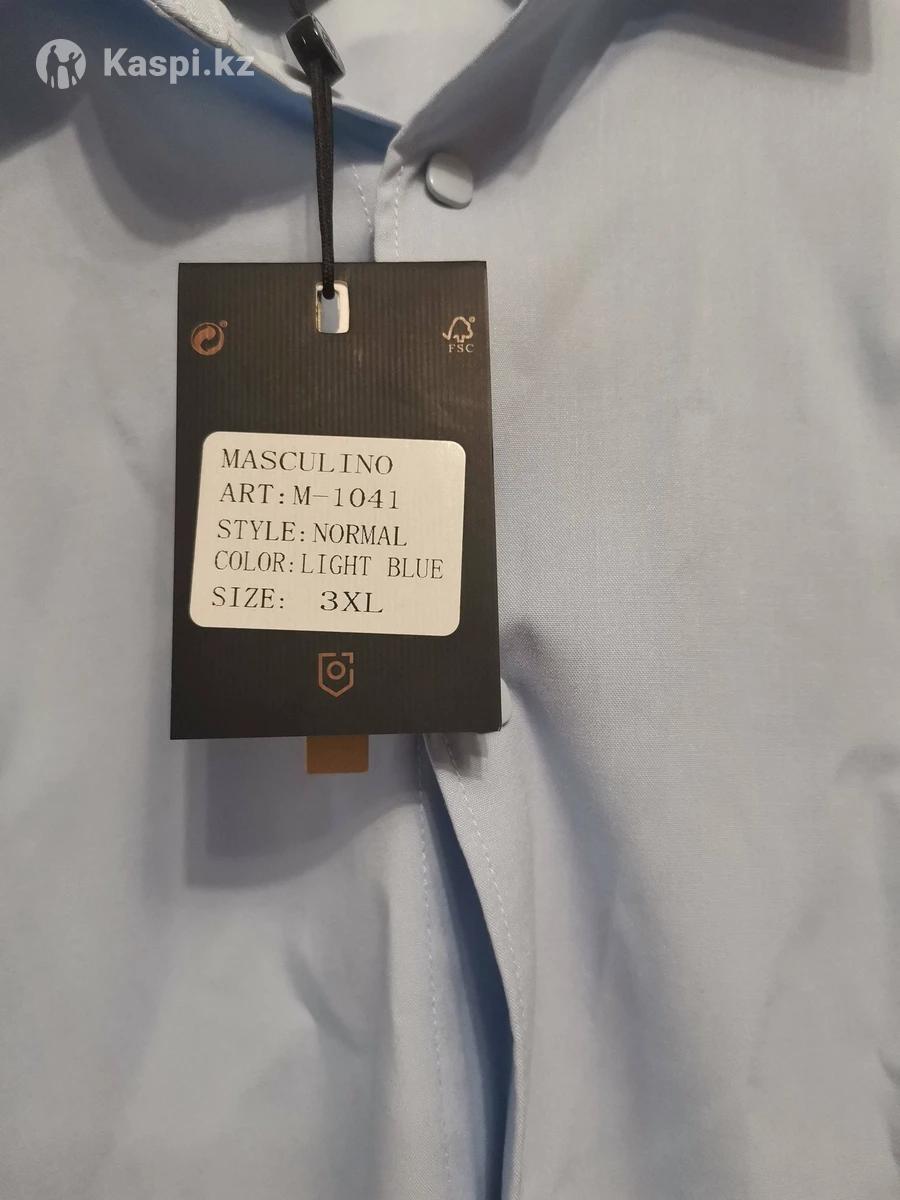 Kaspi.kz
FSC
MASCULINO
ART:M-1041
STYLE:NORMAL
COLOR:LIGHT BLUE
SIZE: 3XL